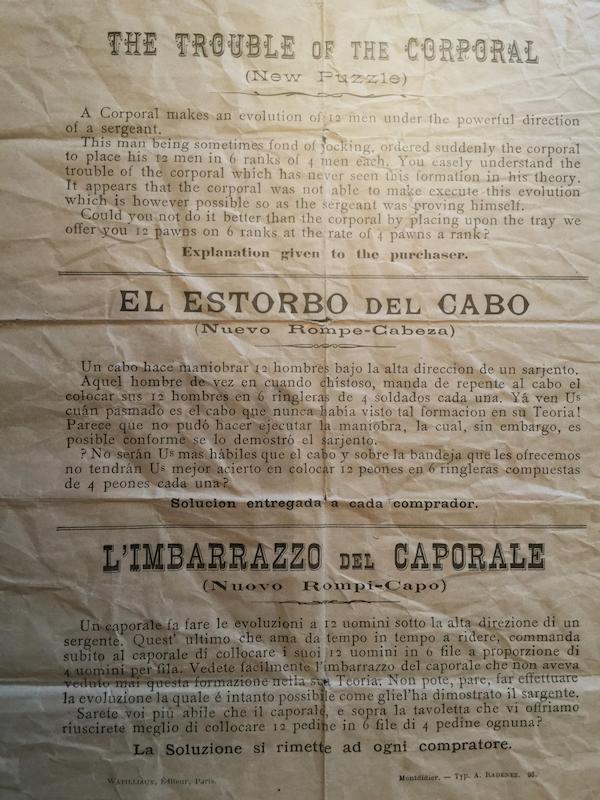 THE TROUBLE OF THE CORPORAL
(New Puzzle)
A Corporal makes an evolution of 12 men under the powerful direction
of a sergeant.
This man being sometimes fond of jocking, ordered suddenly the corporal
to place his 12 men in 6 ranks of 4 men each. You easely understand the
trouble of the corporal which has never seen this formation in his theory.
It appears that the corporal was not able to make execute this evolution
which is however possible so as the sergeant was proving himself.
Could you not do it better than the corporal by placing upon the tray we
offer you 12 pawns on 6 ranks at the rate of 4 pawns a rank?
Explanation given to the purchaser.
EL ESTORBO DEL CABO
(Nuevo Rompe-Cabeza)
Un cabo hace maniobrar 12 hombres bajo la alta direccion de un sarjento.
Aquel hombre de vez en cuando chistoso, manda de repente al cabo el
colocar sus 12 hombres en 6 ringleras de 4 soldados cada una. Yá ven Us
cuán pasmado es el cabo que nunca habia visto tal formacion en su Teoria!
Parece que no pudó hacer ejecutar la maniobra, la cual, sin embargo, es
posible conforme se lo demostró el sarjento.
? No serán Us mas hábiles que el cabo y sobre la bandeja que les ofrecemos
no tendrán Us mejor acierto en colocar 12 peones en 6 ringleras compuestas
de 4 peones cada una?
Solucion entregada a cada comprador.
L'IMBARRAZZO DEL CAPORALE
(Nuovo Rompi-Capo)
Un caporale fa fare le evoluzioni a 12 uomini sotto la alta direzione di un
sergente. Quest' ultimo che ama da tempo in tempo a ridere, commanda
subito al caporale di collocare i suoi 12 uomini in 6 file a proporzione di
4 uomini per fila. Vedete facilmente l'imbarazzo del caporale che non aveva
veduto mai questa formazione nella sua Teoria. Non pote, pare, far effettuare
la evoluzione la quale é intanto possibile come gliel'ha dimostrato il sargente.
Sarete voi più abile che il caporale, e sopra la tavoletta che vi offriamo
riuscirete meglio di collocare 12 pedine in 6 file di 4 pedine ognuna?
La Soluzione si rimette ad ogni compratore.
WATILLIAUX, Éditeur, Paris.
Montdidier. — Typ. A. RADENEZ. 95.